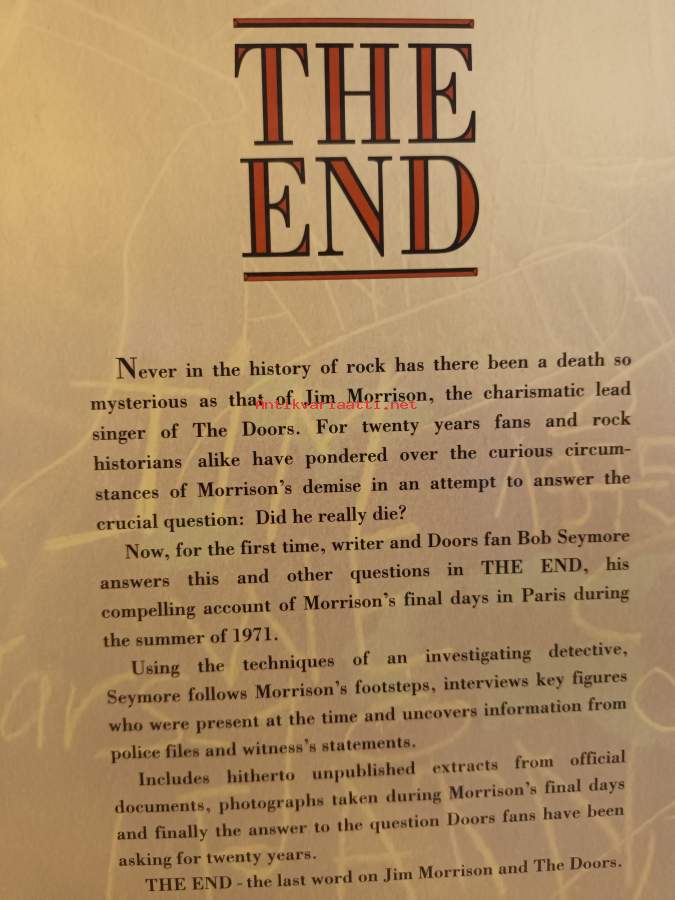 THE
END
Never in the history of rock has there been a death so
mysterious as that of Jim Morrison, the charismatic lead
Antikvariaatti.net
singer of The Doors. For twenty years fans and rock
historians alike have pondered over the curious circum-
stances of Morrison's demise in an attempt to answer the
crucial question: Did he really die?
Now, for the first time, writer and Doors fan Bob Seymore
answers this and other questions in THE END, his
compelling account of Morrison's final days in Paris during
the summer of 1971.
Using the techniques of an investigating detective,
Seymore follows Morrison's footsteps, interviews key figures
who were present at the time and uncovers information from
police files and witness's statements.
Includes hitherto unpublished extracts from official
documents, photographs taken during Morrison's final days
and finally the answer to the question Doors fans have been
asking for twenty years.
THE END - the last word on Jim Morrison and The Doors.